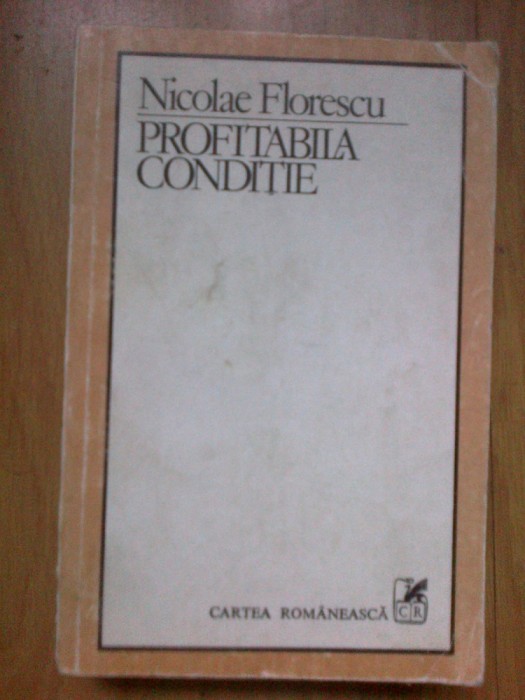 Nicolae Florescu
PROFITABILA
CONDIȚIE
CARTEA ROMÂNEASCĂ
CR